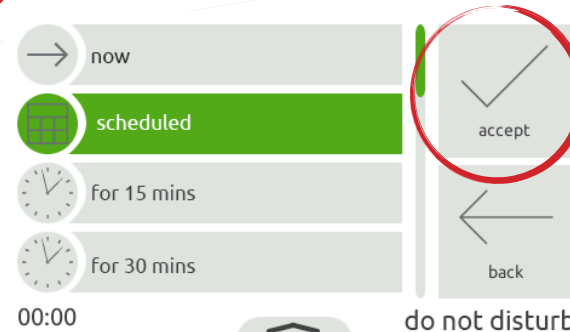 now
scheduled
for 15 mins
for 30 mins
accept
back
00:00
do not disturb